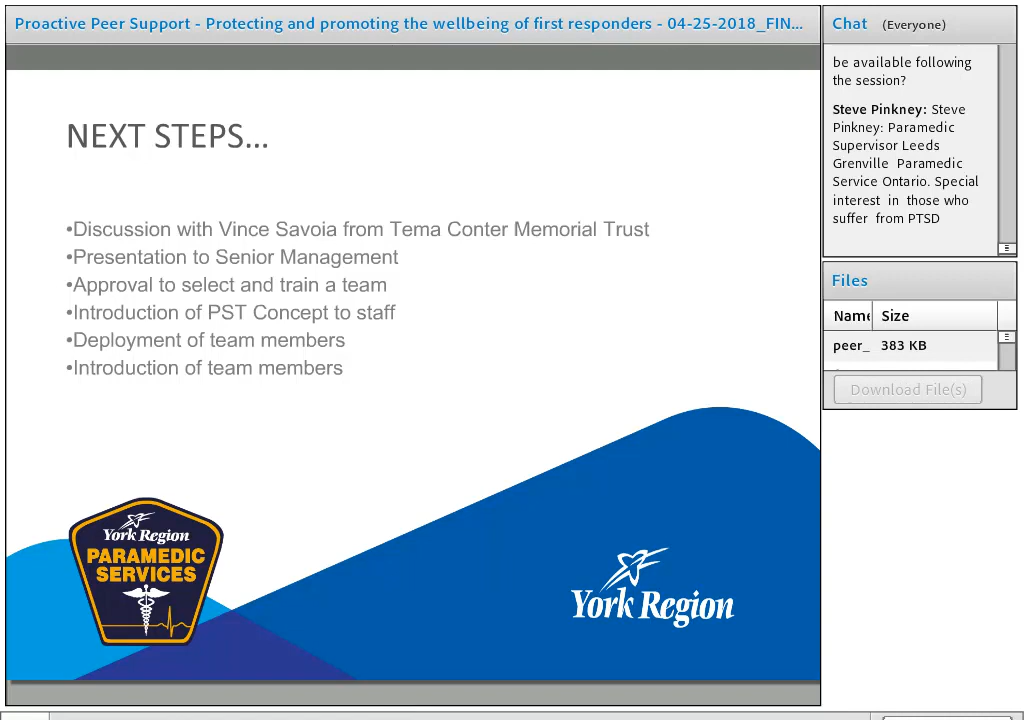 Proactive Peer Support - Protecting and promoting the wellbeing of first responders - 04-25-2018_FIN...
NEXT STEPS...
•Discussion with Vince Savoia from Tema Conter Memorial Trust
•Presentation to Senior Management
•Approval to select and train a team
•Introduction of PST Concept to staff
•Deployment of team members
•Introduction of team members
York Region
PARAMEDIC
SERVICES
York Region
Chat (Everyone)
be available following
the session?
Steve Pinkney: Steve
Pinkney: Paramedic
Supervisor Leeds
Grenville Paramedic
Service Ontario. Special
interest in those who
suffer from PTSD
Files
Name Size
peer_ 383 KB
Download File(s)